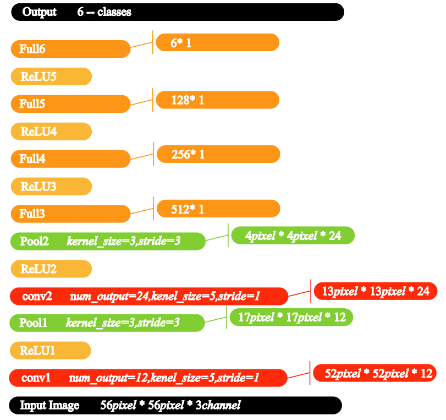 Output 6 -- classes
Full6 6* 1
ReLU5
Full5 128* 1
ReLU4
Full4 256* 1
ReLU3
Full3 512* 1
Pool2 kernel_size=3,stride=3 4pixel * 4pixel * 24
ReLU2
conv2 num_output=24,kenel_size=5,stride=1 13pixel * 13pixel * 24
Pool1 kernel_size=3,stride=3 17pixel * 17pixel * 12
ReLU1
conv1 num_output=12,kenel_size=5,stride=1 52pixel * 52pixel * 12
Input Image 56pixel * 56pixel * 3channel